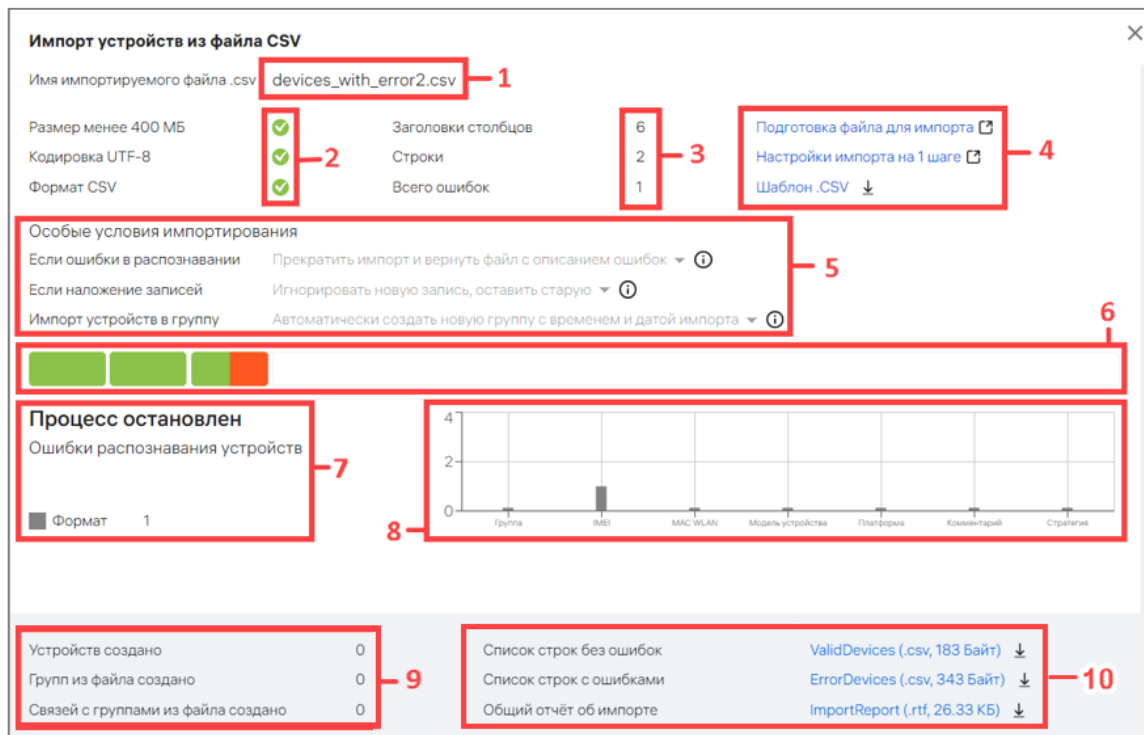 Импорт устройств из файла CSV
Имя импортируемого файла .csv devices_with_error2.csv 1
Размер менее 400 МБ Заголовки столбцов 6 Подготовка файла для импорта
Кодировка UTF-8 2 Строки 2 3 Настройки импорта на 1 шаге 4
Формат CSV Всего ошибок 1 Шаблон .CSV
Особые условия импортирования
Если ошибки в распознавании Прекратить импорт и вернуть файл с описанием ошибок 5
Если наложение записей Игнорировать новую запись, оставить старую
Импорт устройств в группу Автоматически создать новую группу с временем и датой импорта
6
Процесс остановлен
Ошибки распознавания устройств
7
Формат 1
4
2
0
8
Группа IMEI MAC WLAN Модель устройства Платформа Комментарий Стратегия
Устройств создано 0 Список строк без ошибок ValidDevices (.csv, 183 Байт)
Групп из файла создано 0 9 Список строк с ошибками ErrorDevices (.csv, 343 Байт) 10
Связей с группами из файла создано 0 Общий отчёт об импорте ImportReport (.rtf, 26.33 КБ)